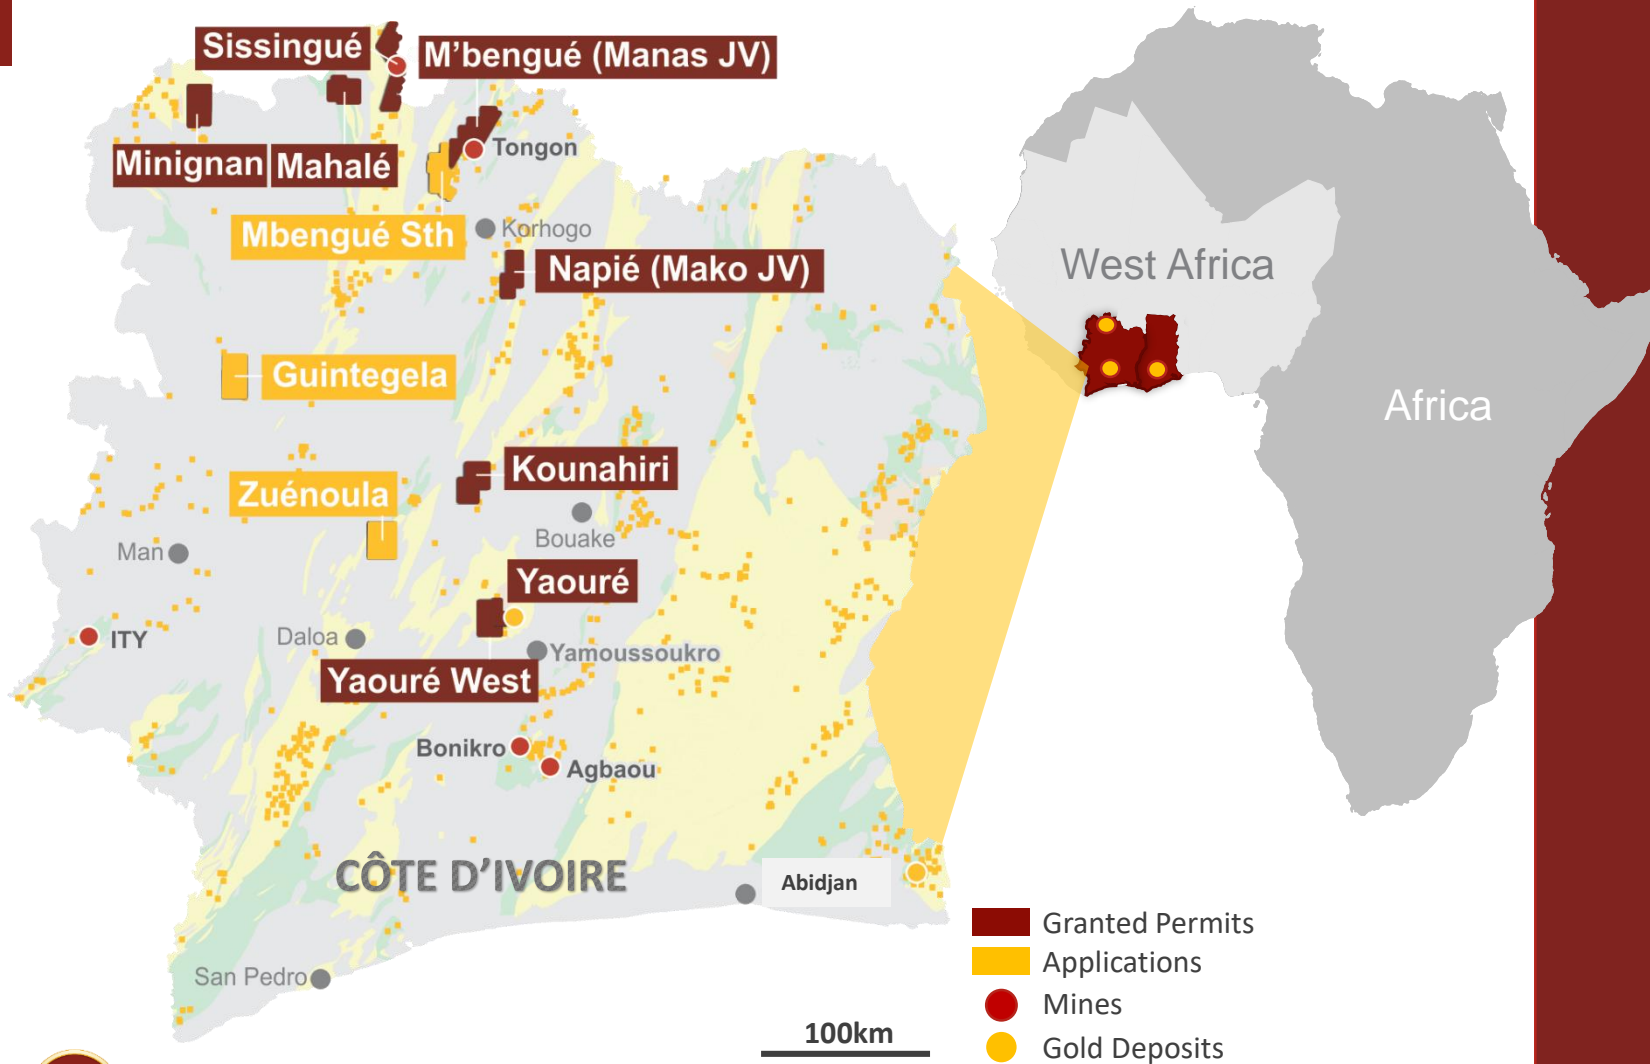 Sissingué
M'bengué (Manas JV)
Minignan
Mahalé
Tongon
Mbengué Sth
Korhogo
Napié (Mako JV)
West Africa
Guintegela
Africa
Kounahiri
Zuénoula
Bouake
Man
Yaouré
ITY
Daloa
Yamoussoukro
Yaouré West
Bonikro
Agbaou
CÔTE D'IVOIRE
Abidjan
San Pedro
Granted Permits
Applications
Mines
Gold Deposits
100km